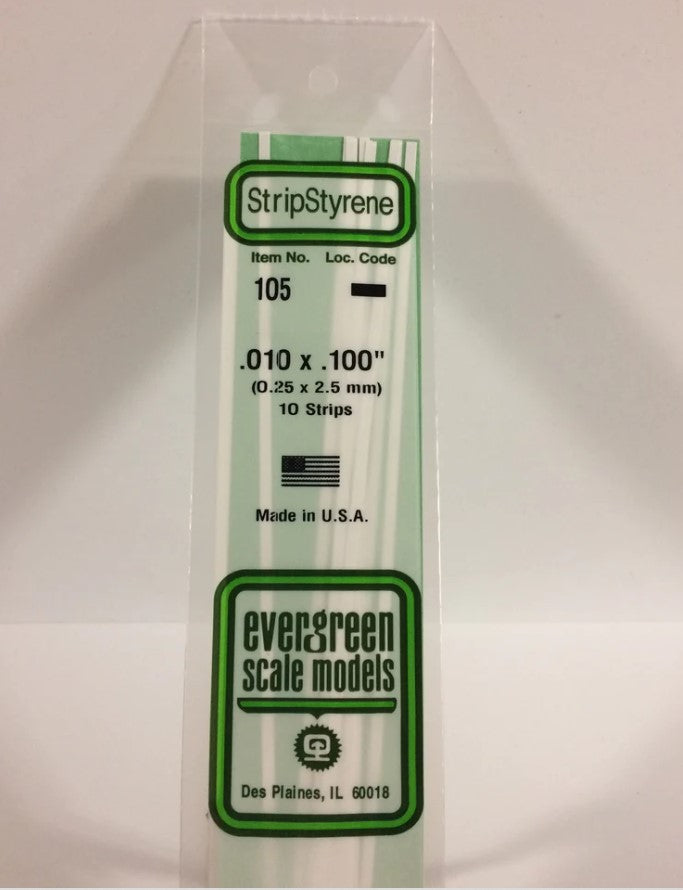 StripStyrene
Item No. Loc. Code
105
.010 x .100"
(0.25 x 2.5 mm)
10 Strips
Made in U.S.A.
evergreen
scale models
Des Plaines, IL 60018